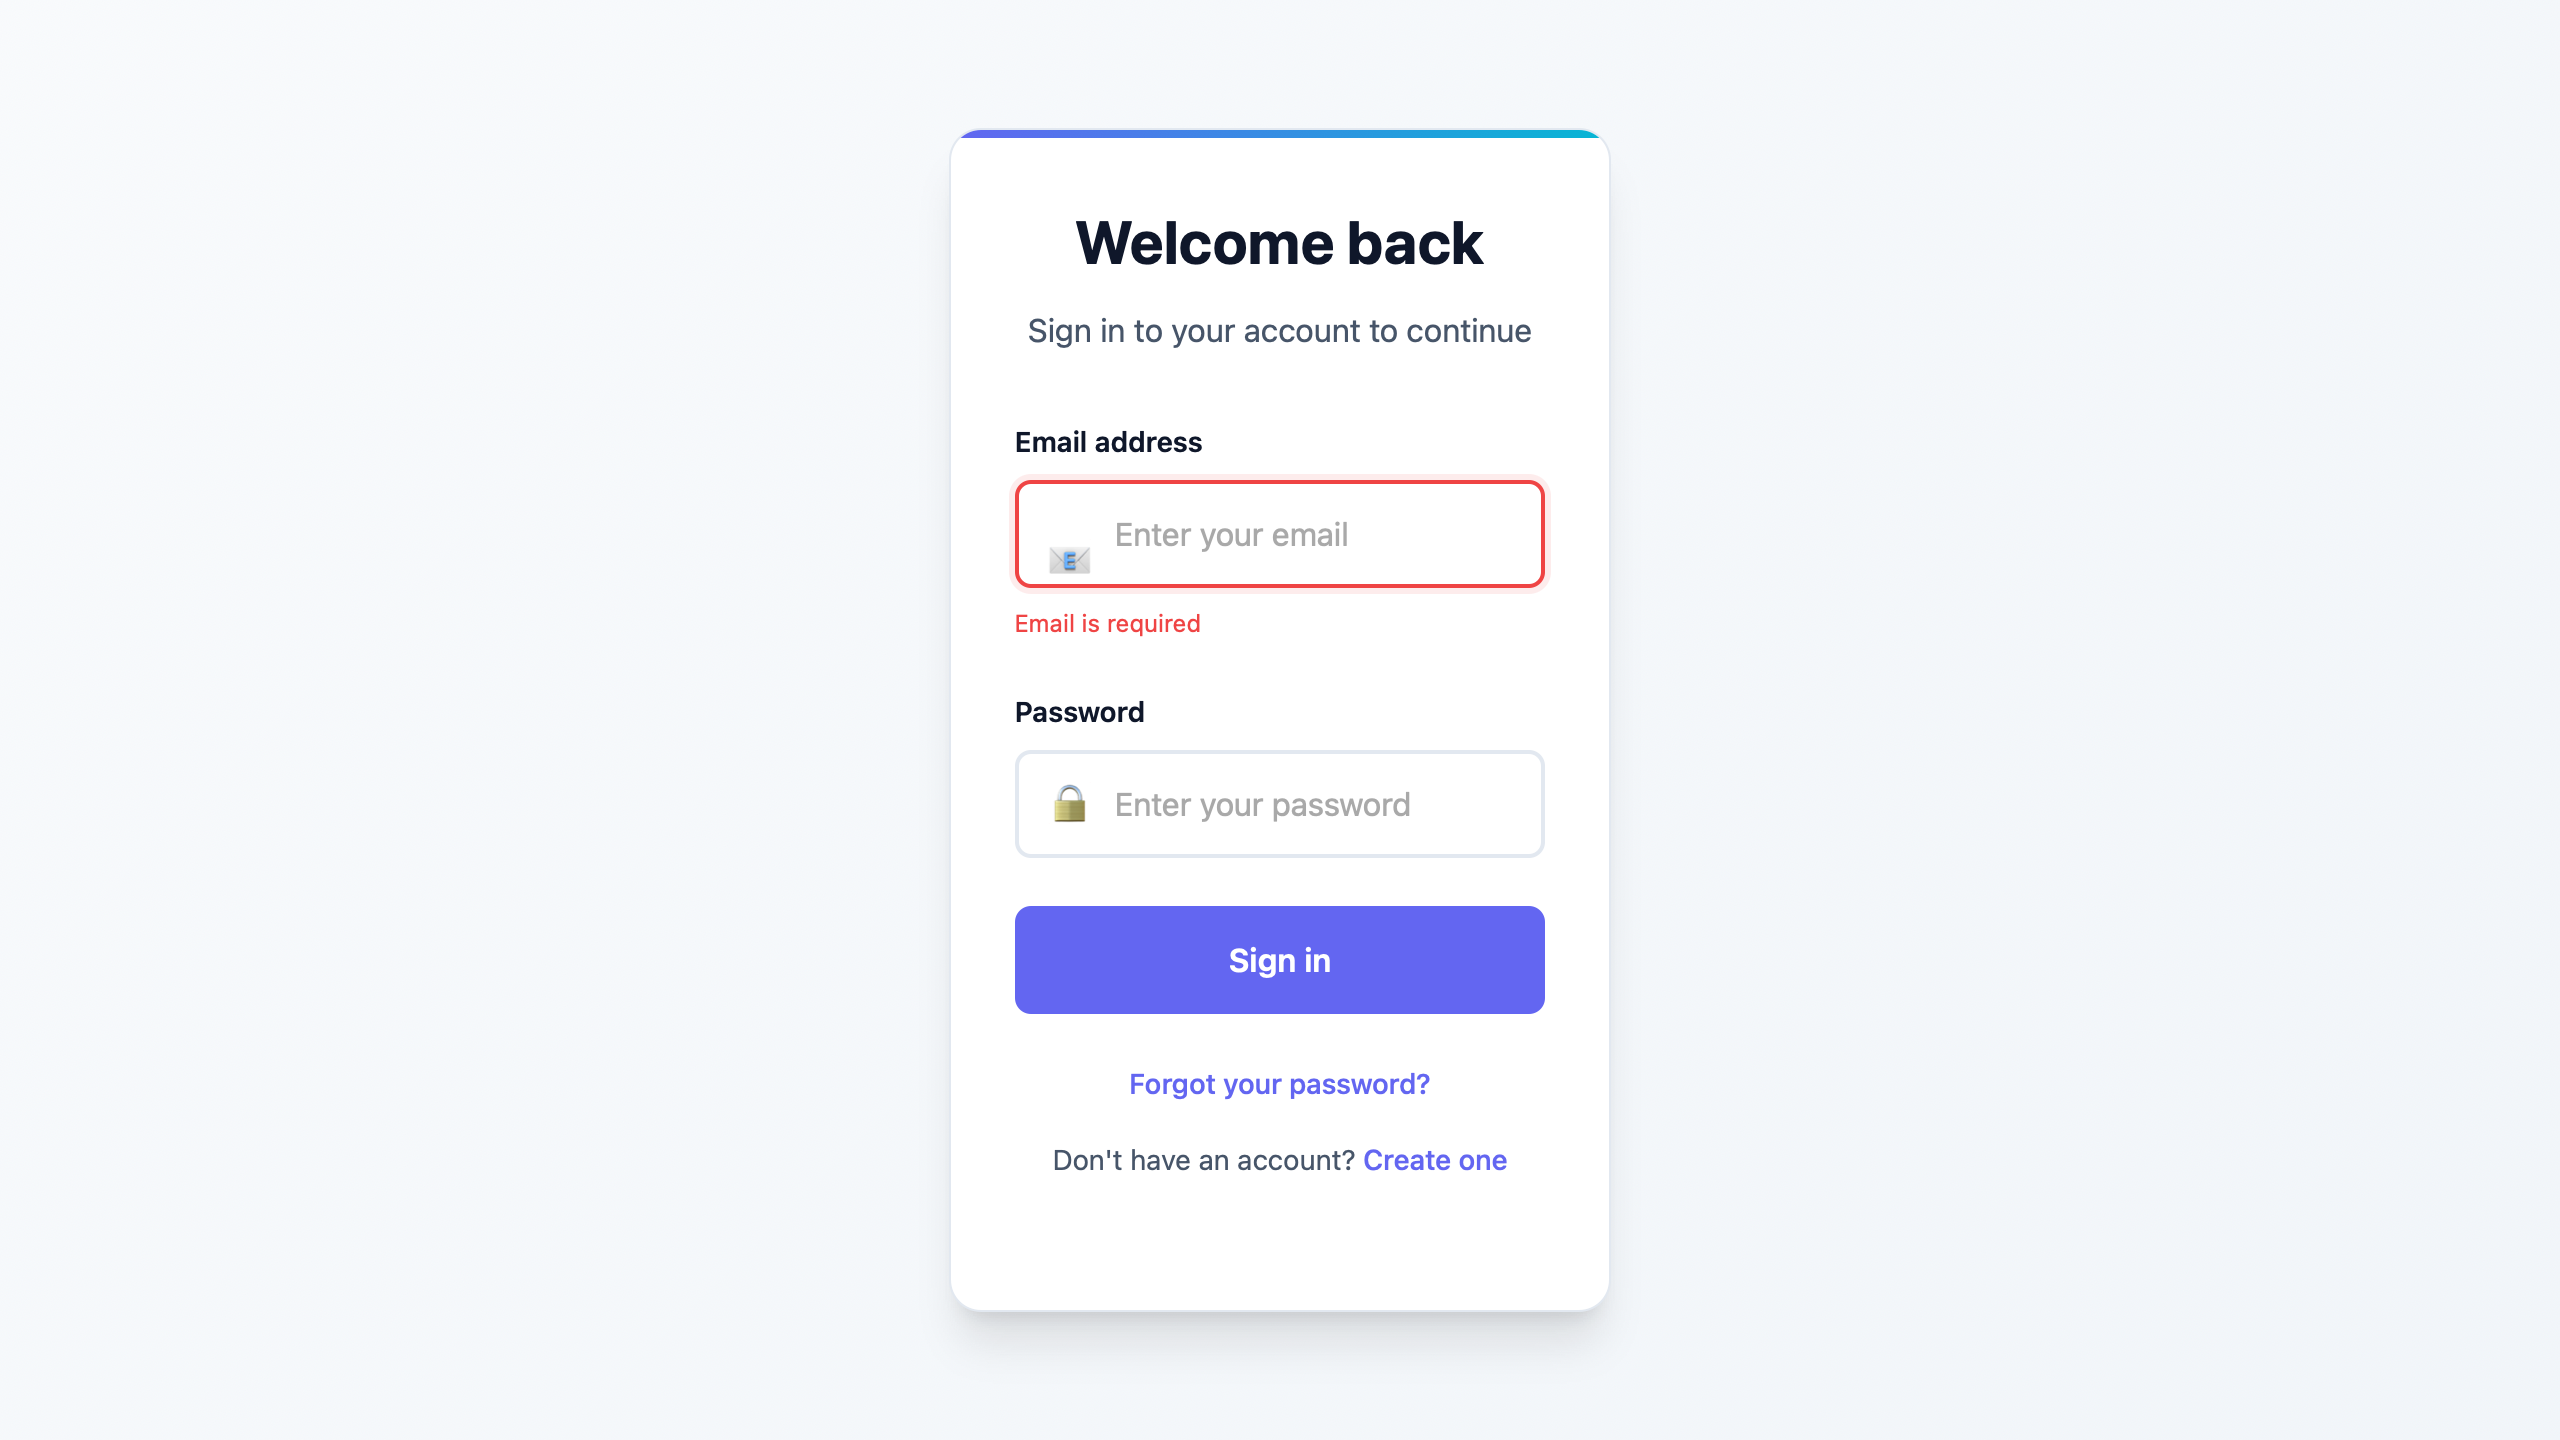 Welcome back
Sign in to your account to continue
Email address
Enter your email
Email is required
Password
Enter your password
Sign in
Forgot your password?
Don't have an account? Create one